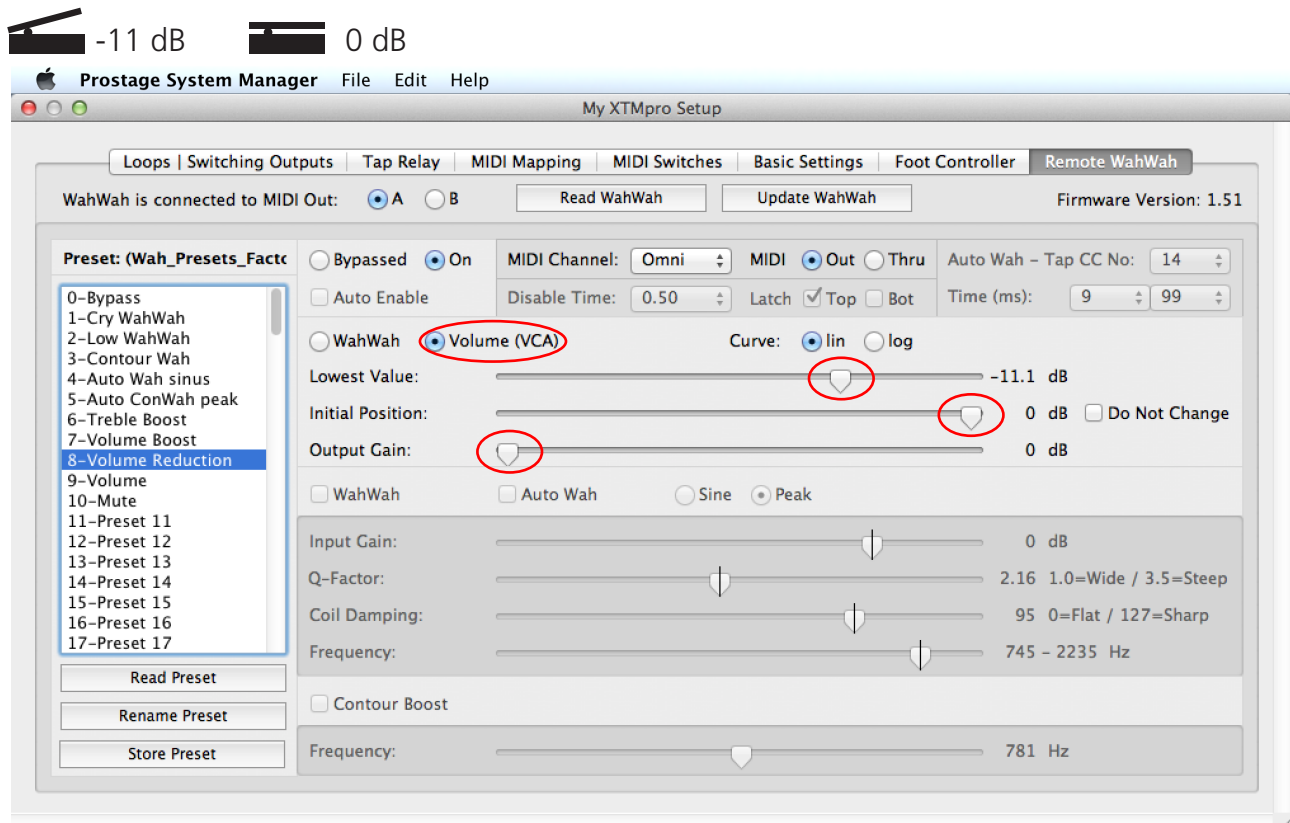 -11 dB 0 dB
Prostage System Manager File Edit Help
My XTMpro Setup
Loops | Switching Outputs Tap Relay MIDI Mapping MIDI Switches Basic Settings Foot Controller Remote WahWah
WahWah is connected to MIDI Out: A B Read WahWah Update WahWah Firmware Version: 1.51
Preset: (Wah_Presets_Factc
Bypassed On MIDI Channel: Omni MIDI Out Thru Auto Wah – Tap CC No: 14
Auto Enable Disable Time: 0.50 Latch Top Bot Time (ms): 9 99
0-Bypass
1-Cry WahWah
2-Low WahWah
3-Contour Wah
4-Auto Wah sinus
5-Auto ConWah peak
6-Treble Boost
7-Volume Boost
8-Volume Reduction
9-Volume
10-Mute
11-Preset 11
12-Preset 12
13-Preset 13
14-Preset 14
15-Preset 15
16-Preset 16
17-Preset 17
Read Preset
Rename Preset
Store Preset
WahWah Volume (VCA) Curve: lin log
Lowest Value: -11.1 dB
Initial Position: 0 dB Do Not Change
Output Gain: 0 dB
WahWah Auto Wah Sine Peak
Input Gain: 0 dB
Q-Factor: 2.16 1.0=Wide / 3.5=Steep
Coil Damping: 95 0=Flat / 127=Sharp
Frequency: 745 – 2235 Hz
Contour Boost
Frequency: 781 Hz